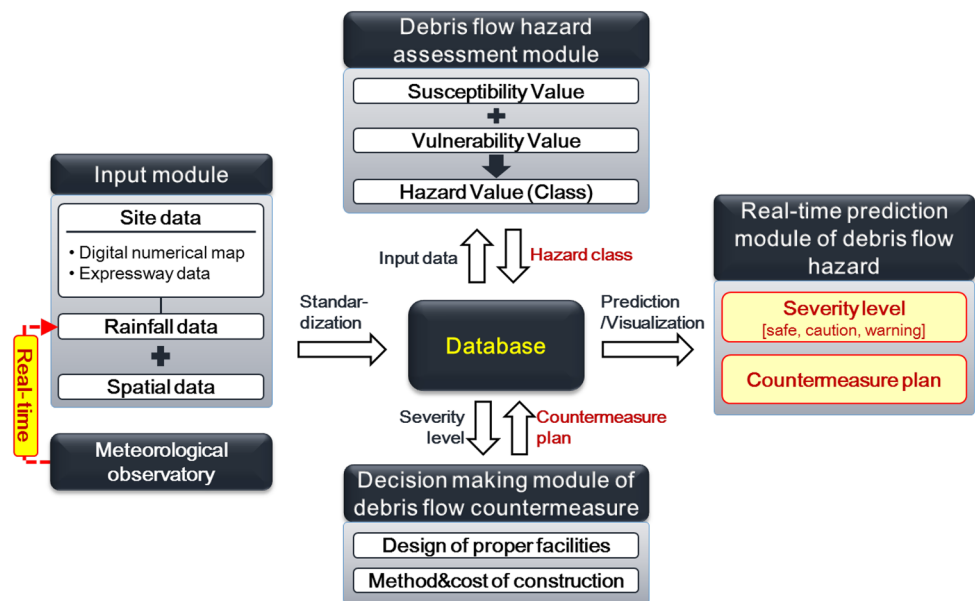 Debris flow hazard
assessment module
Susceptibility Value
+
Vulnerability Value
Hazard Value (Class)
Input module
Site data
• Digital numerical map
• Expressway data
Rainfall data
+
Spatial data
Real-time
Meteorological
observatory
Input data
Hazard class
Standar-
dization
Database
Prediction
/Visualization
Severity
level
Countermeasure
plan
Real-time prediction
module of debris flow
hazard
Severity level
[safe, caution, warning]
Countermeasure plan
Decision making module of
debris flow countermeasure
Design of proper facilities
Method&cost of construction